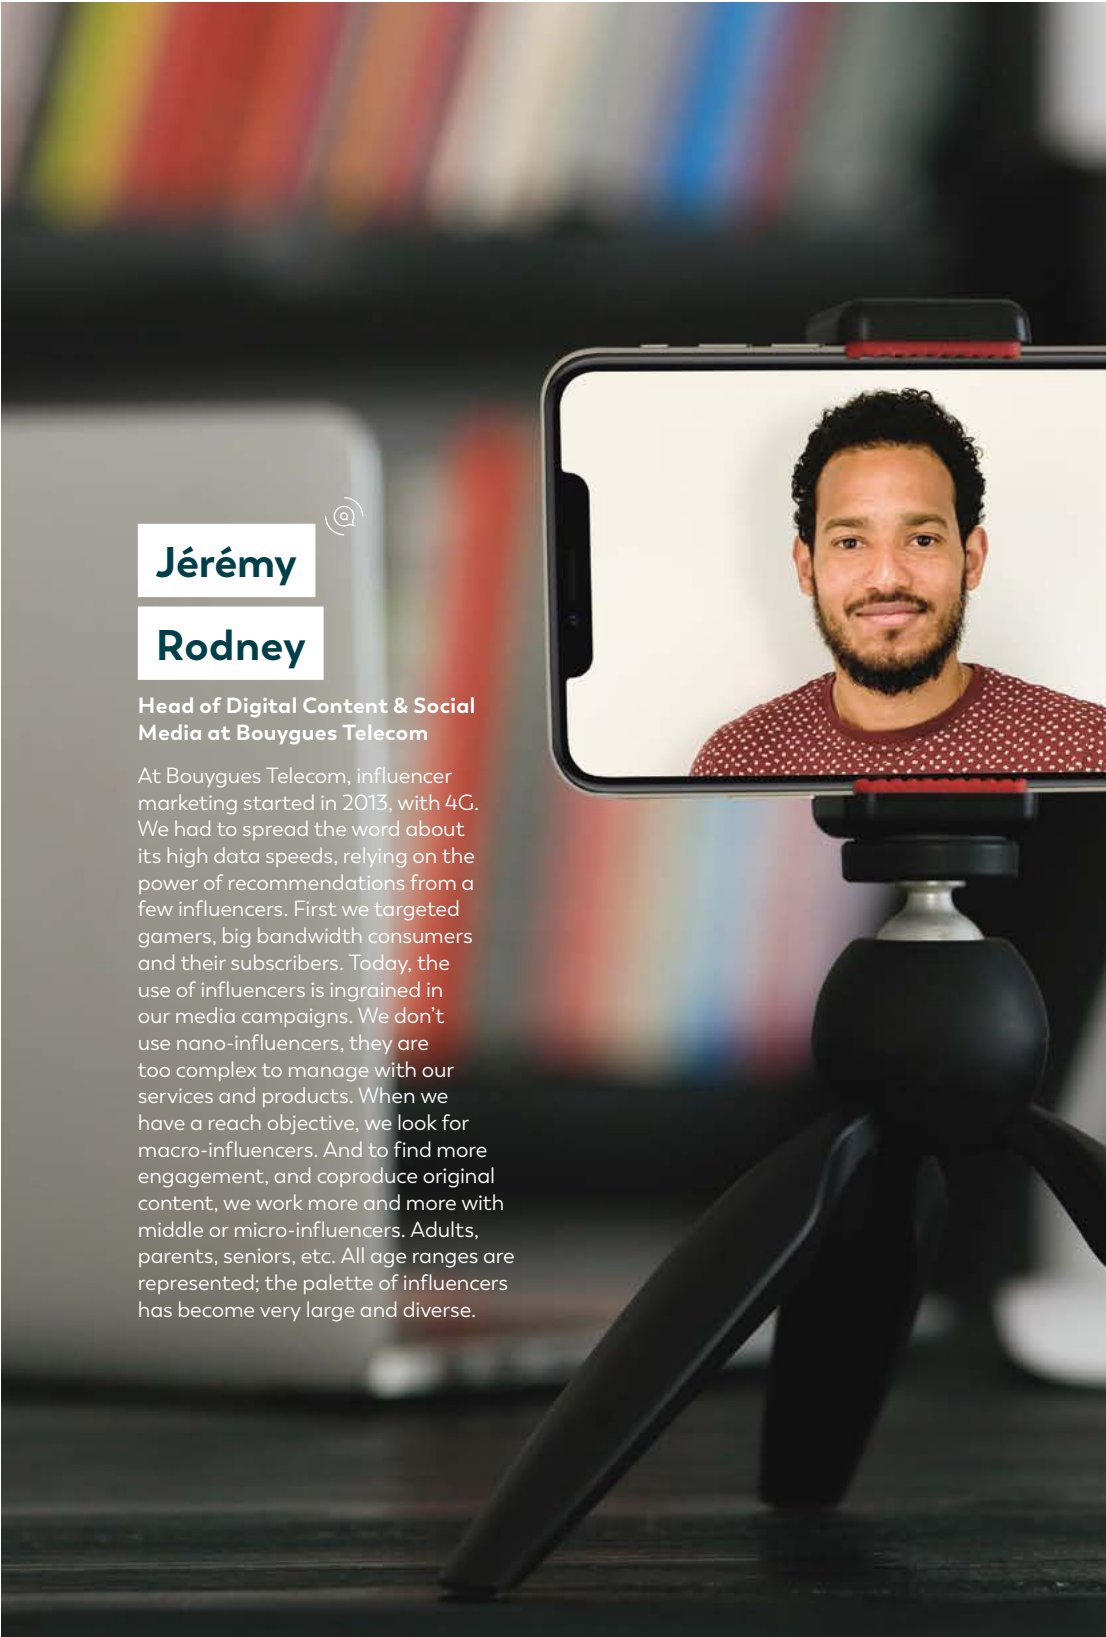 Jérémy
Rodney
Head of Digital Content & Social
Media at Bouygues Telecom
At Bouygues Telecom, influencer
marketing started in 2013, with 4G.
We had to spread the word about
its high data speeds, relying on the
power of recommendations from a
few influencers. First we targeted
gamers, big bandwidth consumers
and their subscribers. Today, the
use of influencers is ingrained in
our media campaigns. We don’t
use nano-influencers, they are
too complex to manage with our
services and products. When we
have a reach objective, we look for
macro-influencers. And to find more
engagement, and coproduce original
content, we work more and more with
middle or micro-influencers. Adults,
parents, seniors, etc. All age ranges are
represented; the palette of influencers
has become very large and diverse.